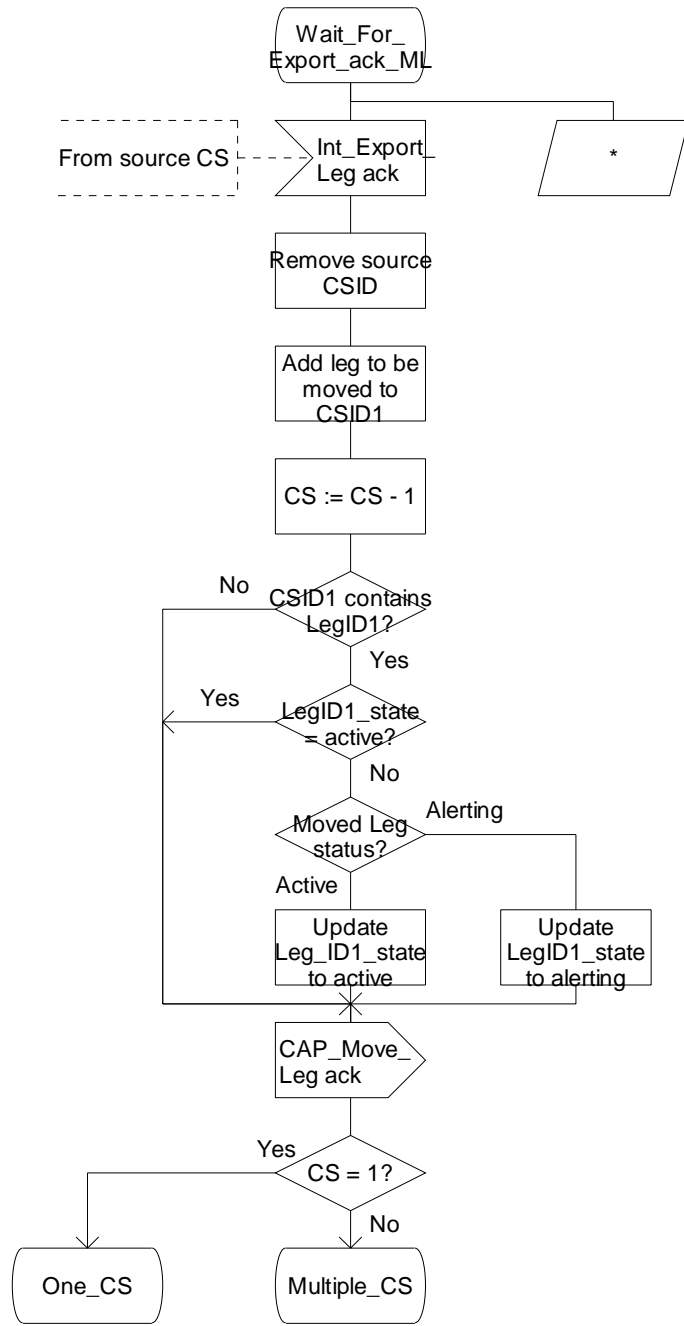 Wait_For_
Export_ack_ML
From source CS
Int_Export_
Leg ack
*
Remove source
CSID
Add leg to be
moved to
CSID1
CS := CS - 1
No
CSID1 contains
LegID1?
Yes
Yes
LegID1_state
= active?
No
Moved Leg
status?
Alerting
Active
Update
Leg_ID1_state
to active
Update
LegID1_state
to alerting
CAP_Move_
Leg ack
Yes
CS = 1?
No
One_CS
Multiple_CS